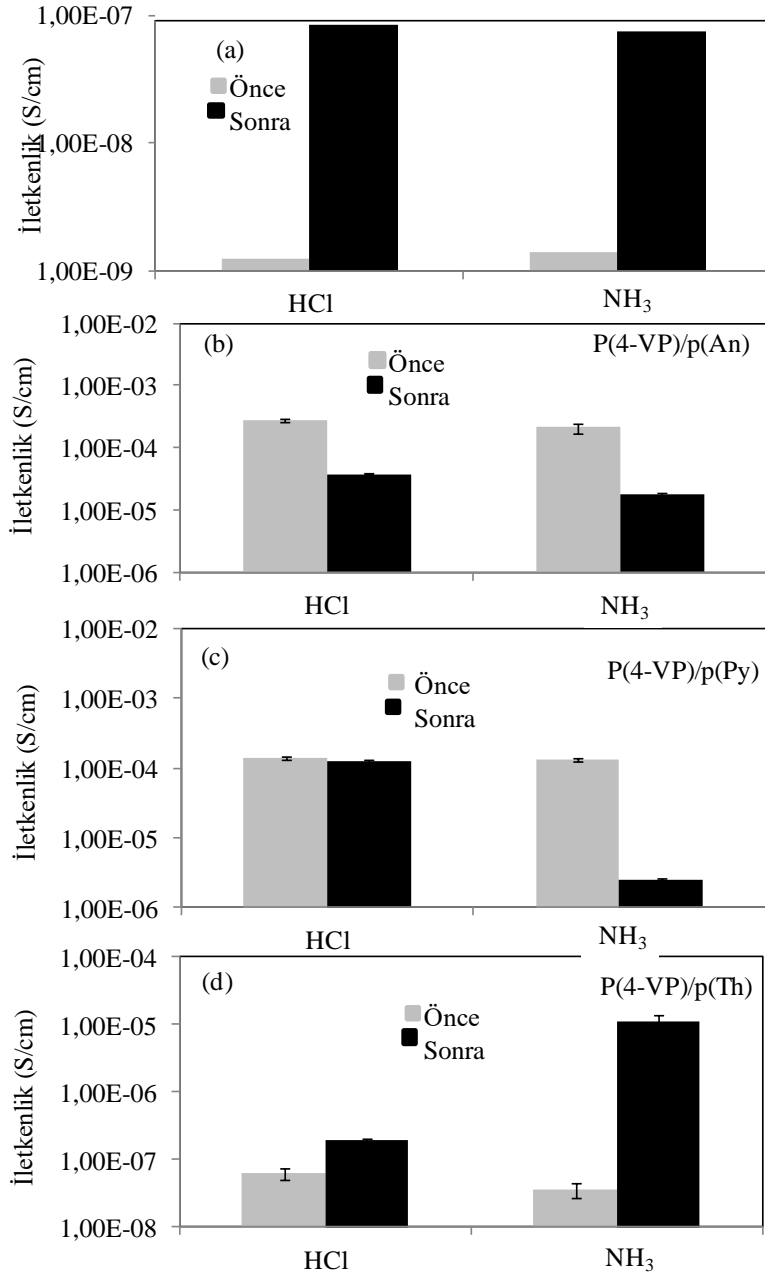 1,00E-07
(a)
Önce
Sonra
1,00E-08
1,00E-09
İletkenlik (S/cm)
HCl
NH₃
1,00E-02
(b)
P(4-VP)/p(An)
Önce
Sonra
1,00E-03
1,00E-04
1,00E-05
1,00E-06
İletkenlik (S/cm)
HCl
NH₃
1,00E-02
(c)
P(4-VP)/p(Py)
Önce
Sonra
1,00E-03
1,00E-04
1,00E-05
1,00E-06
İletkenlik (S/cm)
HCl
NH₃
1,00E-04
(d)
P(4-VP)/p(Th)
Önce
Sonra
1,00E-05
1,00E-06
1,00E-07
1,00E-08
İletkenlik (S/cm)
HCl
NH₃